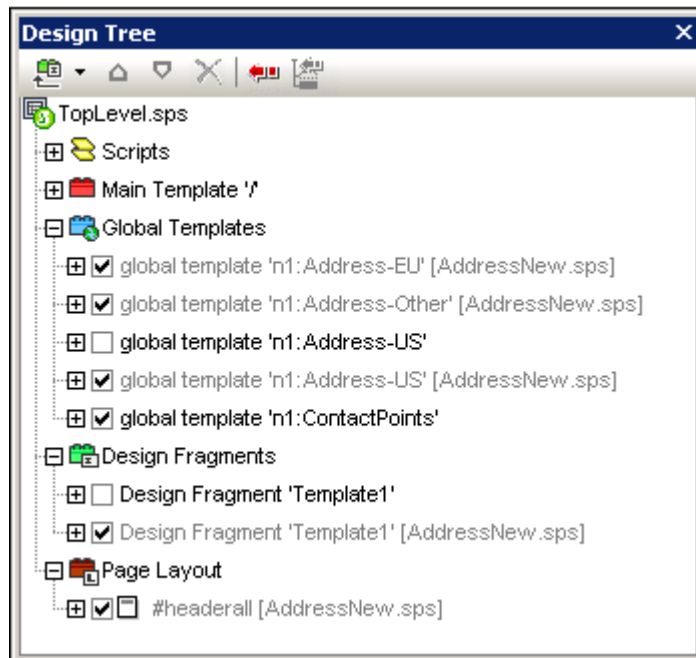 Design Tree
TopLevel.sps
Scripts
Main Template '/'
Global Templates
global template 'n1:Address-EU' [AddressNew.sps]
global template 'n1:Address-Other' [AddressNew.sps]
global template 'n1:Address-US'
global template 'n1:Address-US' [AddressNew.sps]
global template 'n1:ContactPoints'
Design Fragments
Design Fragment 'Template1'
Design Fragment 'Template1' [AddressNew.sps]
Page Layout
#headerall [AddressNew.sps]